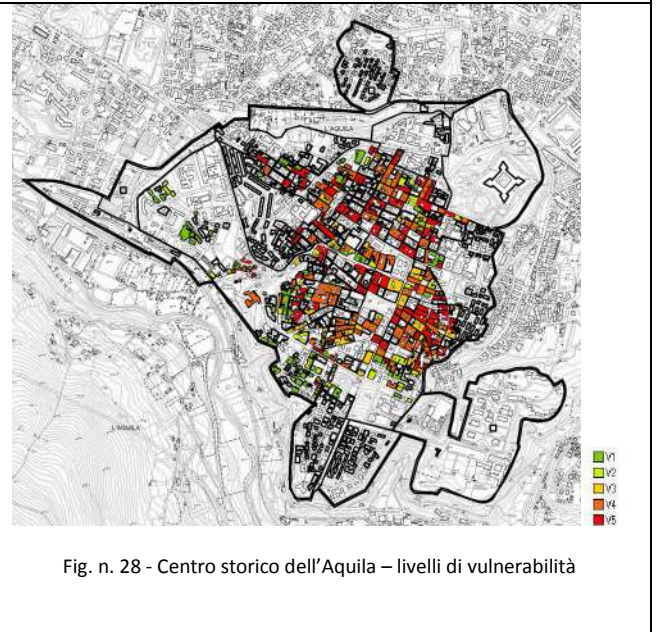 L'AQUILA
L'AQUILA
V1
V2
V3
V4
V5
Fig. n. 28 - Centro storico dell’Aquila – livelli di vulnerabilità